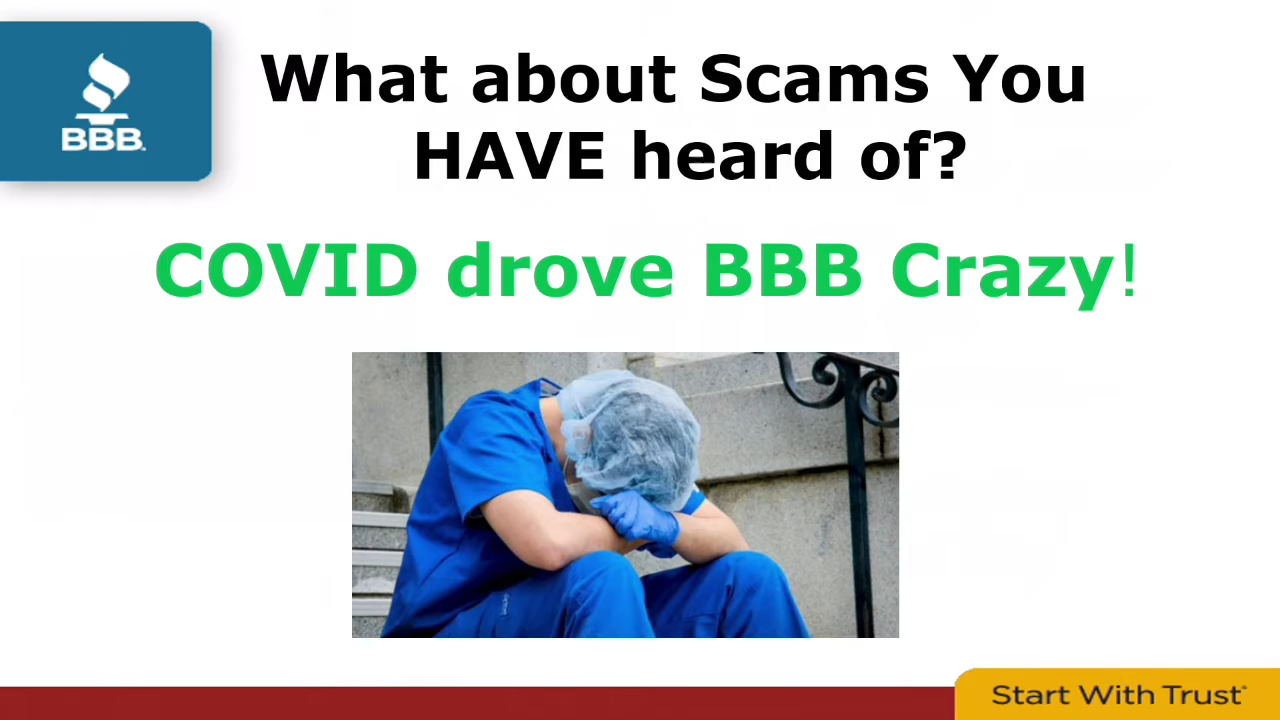 BBB.
What about Scams You
HAVE heard of?
COVID drove BBB Crazy!
Start With Trust®